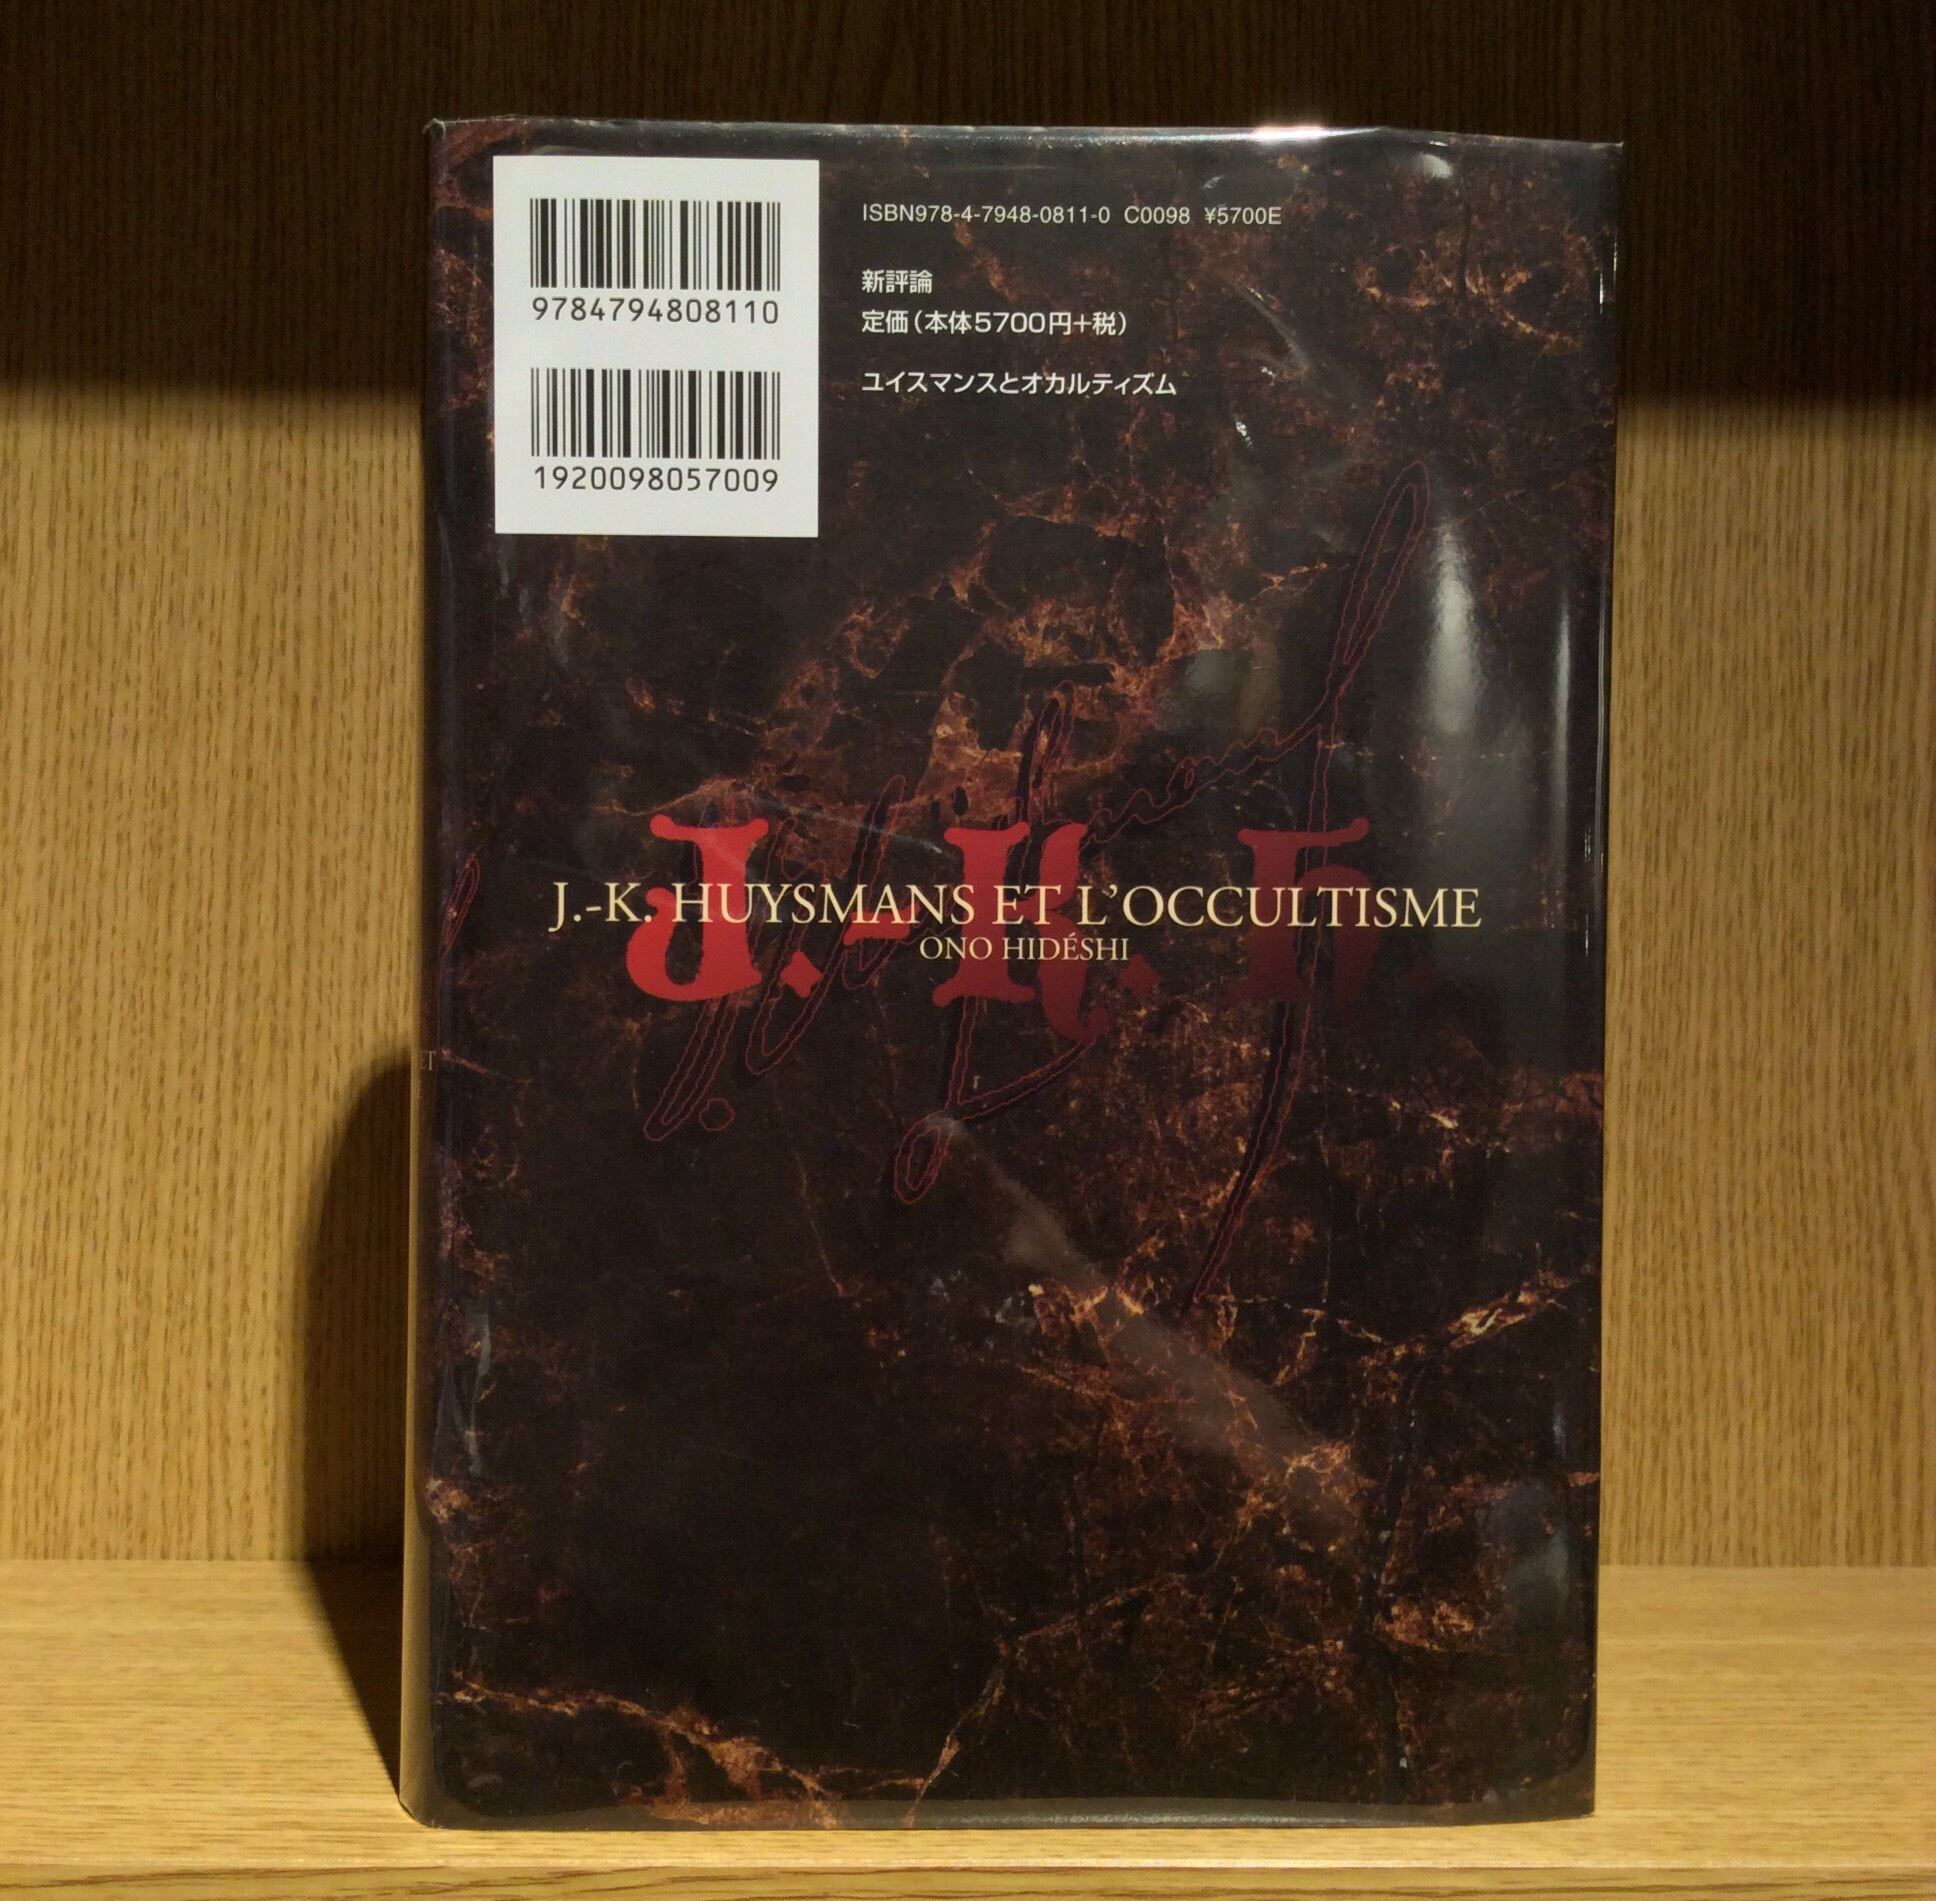 9784794808110
1920098057009
ISBN978-4-7948-0811-0 C0098 ¥5700E
新評論
定価(本体5700円+税)
ユイスマンスとオカルティズム
J.-K. H.
J.-K. HUYSMANS ET L'OCCULTISME
ONO HIDÉSHI